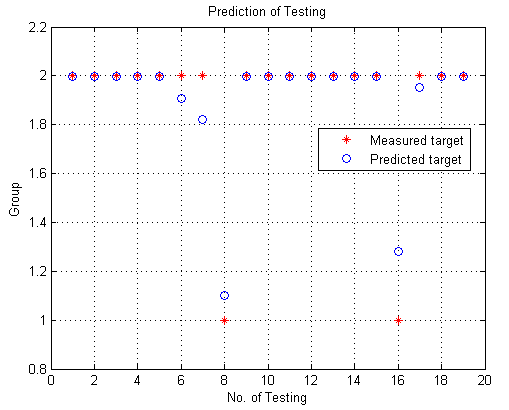 Prediction of Testing
2.2
2
1.8
1.6
1.4
1.2
1
0.8
Group
Measured target
Predicted target
0 2 4 6 8 10 12 14 16 18 20
No. of Testing